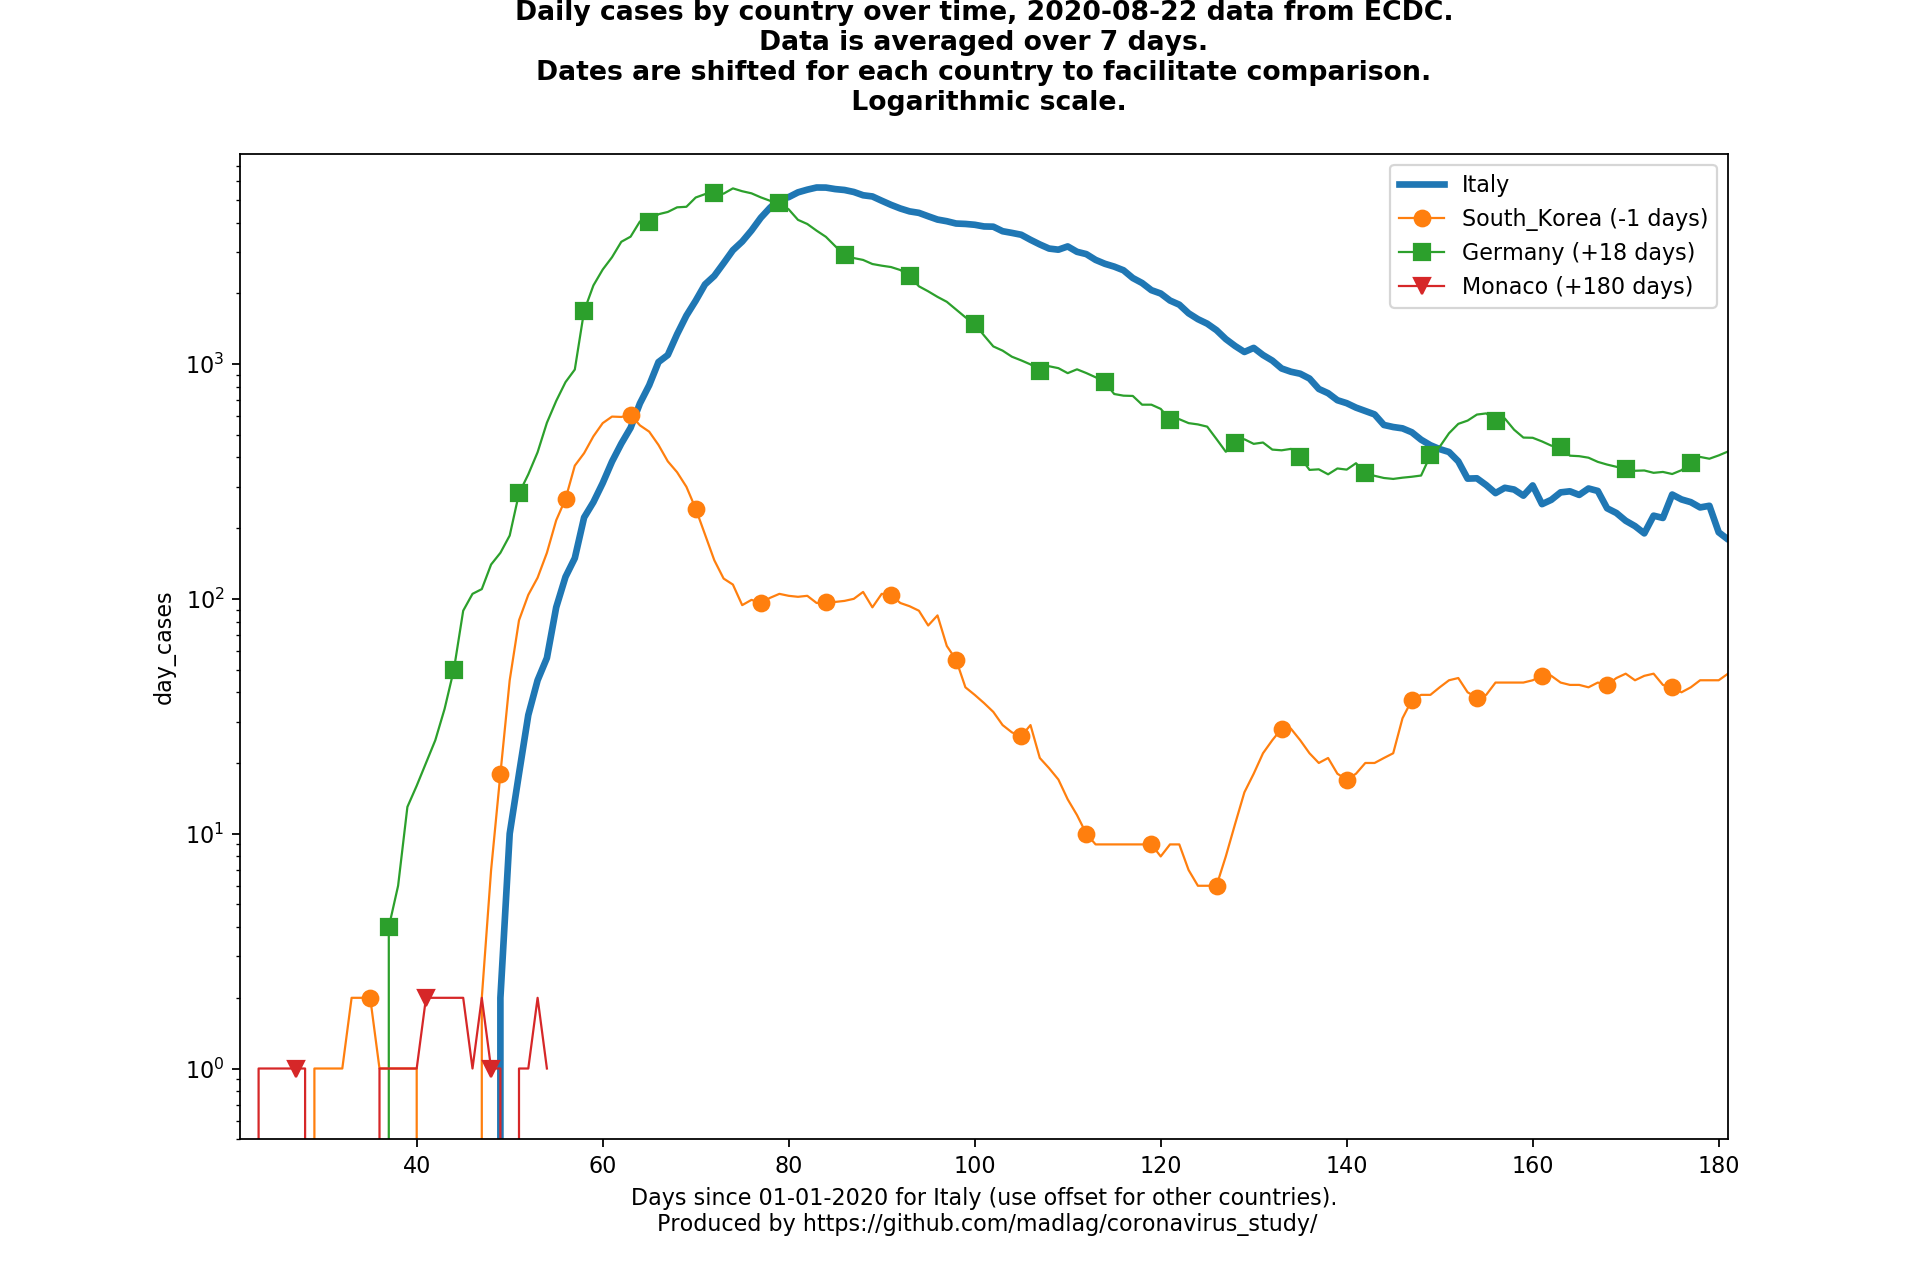 Daily cases by country over time, 2020-08-22 data from ECDC.
Data is averaged over 7 days.
Dates are shifted for each country to facilitate comparison.
Logarithmic scale.
Italy
South_Korea (-1 days)
Germany (+18 days)
Monaco (+180 days)
day_cases
10³
10²
10¹
10⁰
40 60 80 100 120 140 160 180
Days since 01-01-2020 for Italy (use offset for other countries).
Produced by https://github.com/madlag/coronavirus_study/